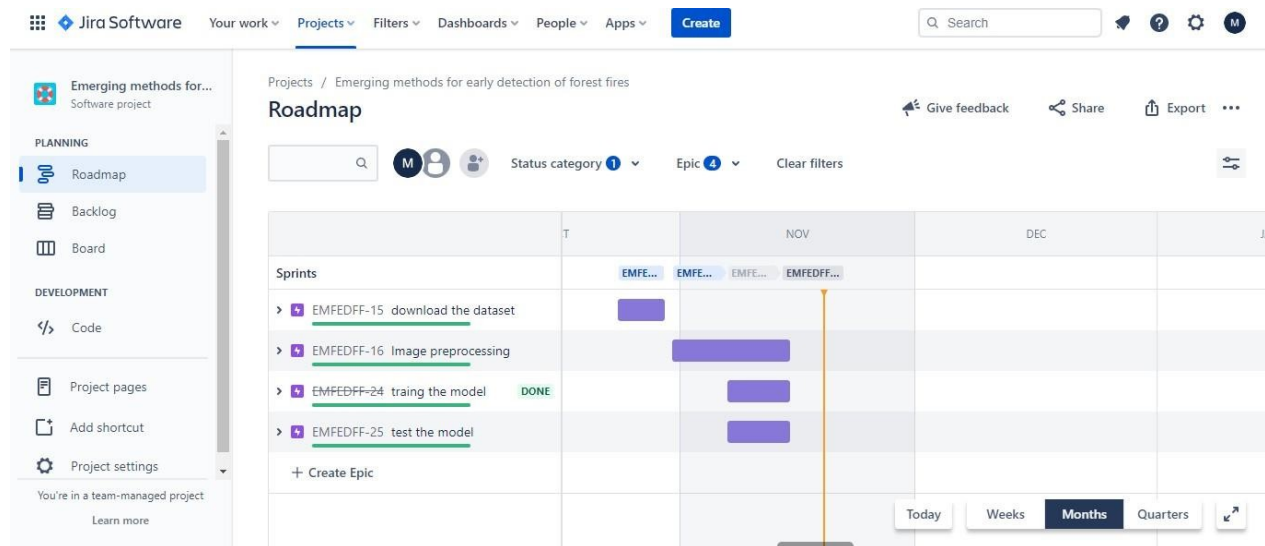 Jira Software Your work Projects Filters Dashboards People Apps Create Search M
Emerging methods for...
Software project
PLANNING
Roadmap
Backlog
Board
DEVELOPMENT
Code
Project pages
Add shortcut
Project settings
You're in a team-managed project
Learn more
Projects / Emerging methods for early detection of forest fires
Roadmap
Give feedback Share Export
M Status category 1 Epic 4 Clear filters
T NOV DEC J
Sprints EMFE... EMFE... EMFE... EMFEDFF...
EMFEDFF-15 download the dataset
EMFEDFF-16 Image preprocessing
EMFEDFF-24 traing the model DONE
EMFEDFF-25 test the model
+ Create Epic
Today Weeks Months Quarters